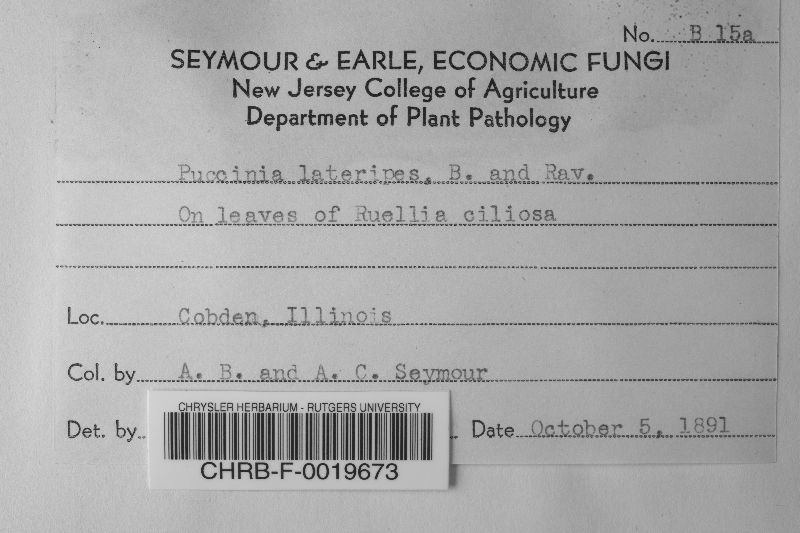 No. B 15a
SEYMOUR & EARLE, ECONOMIC FUNGI
New Jersey College of Agriculture
Department of Plant Pathology
Puccinia lateripes, B. and Rav.
On leaves of Ruellia ciliosa
Loc. Cobden, Illinois
Col. by A. B. and A. C. Seymour
Det. by Date October 5, 1891
CHRYSLER HERBARIUM - RUTGERS UNIVERSITY
CHRB-F-0019673